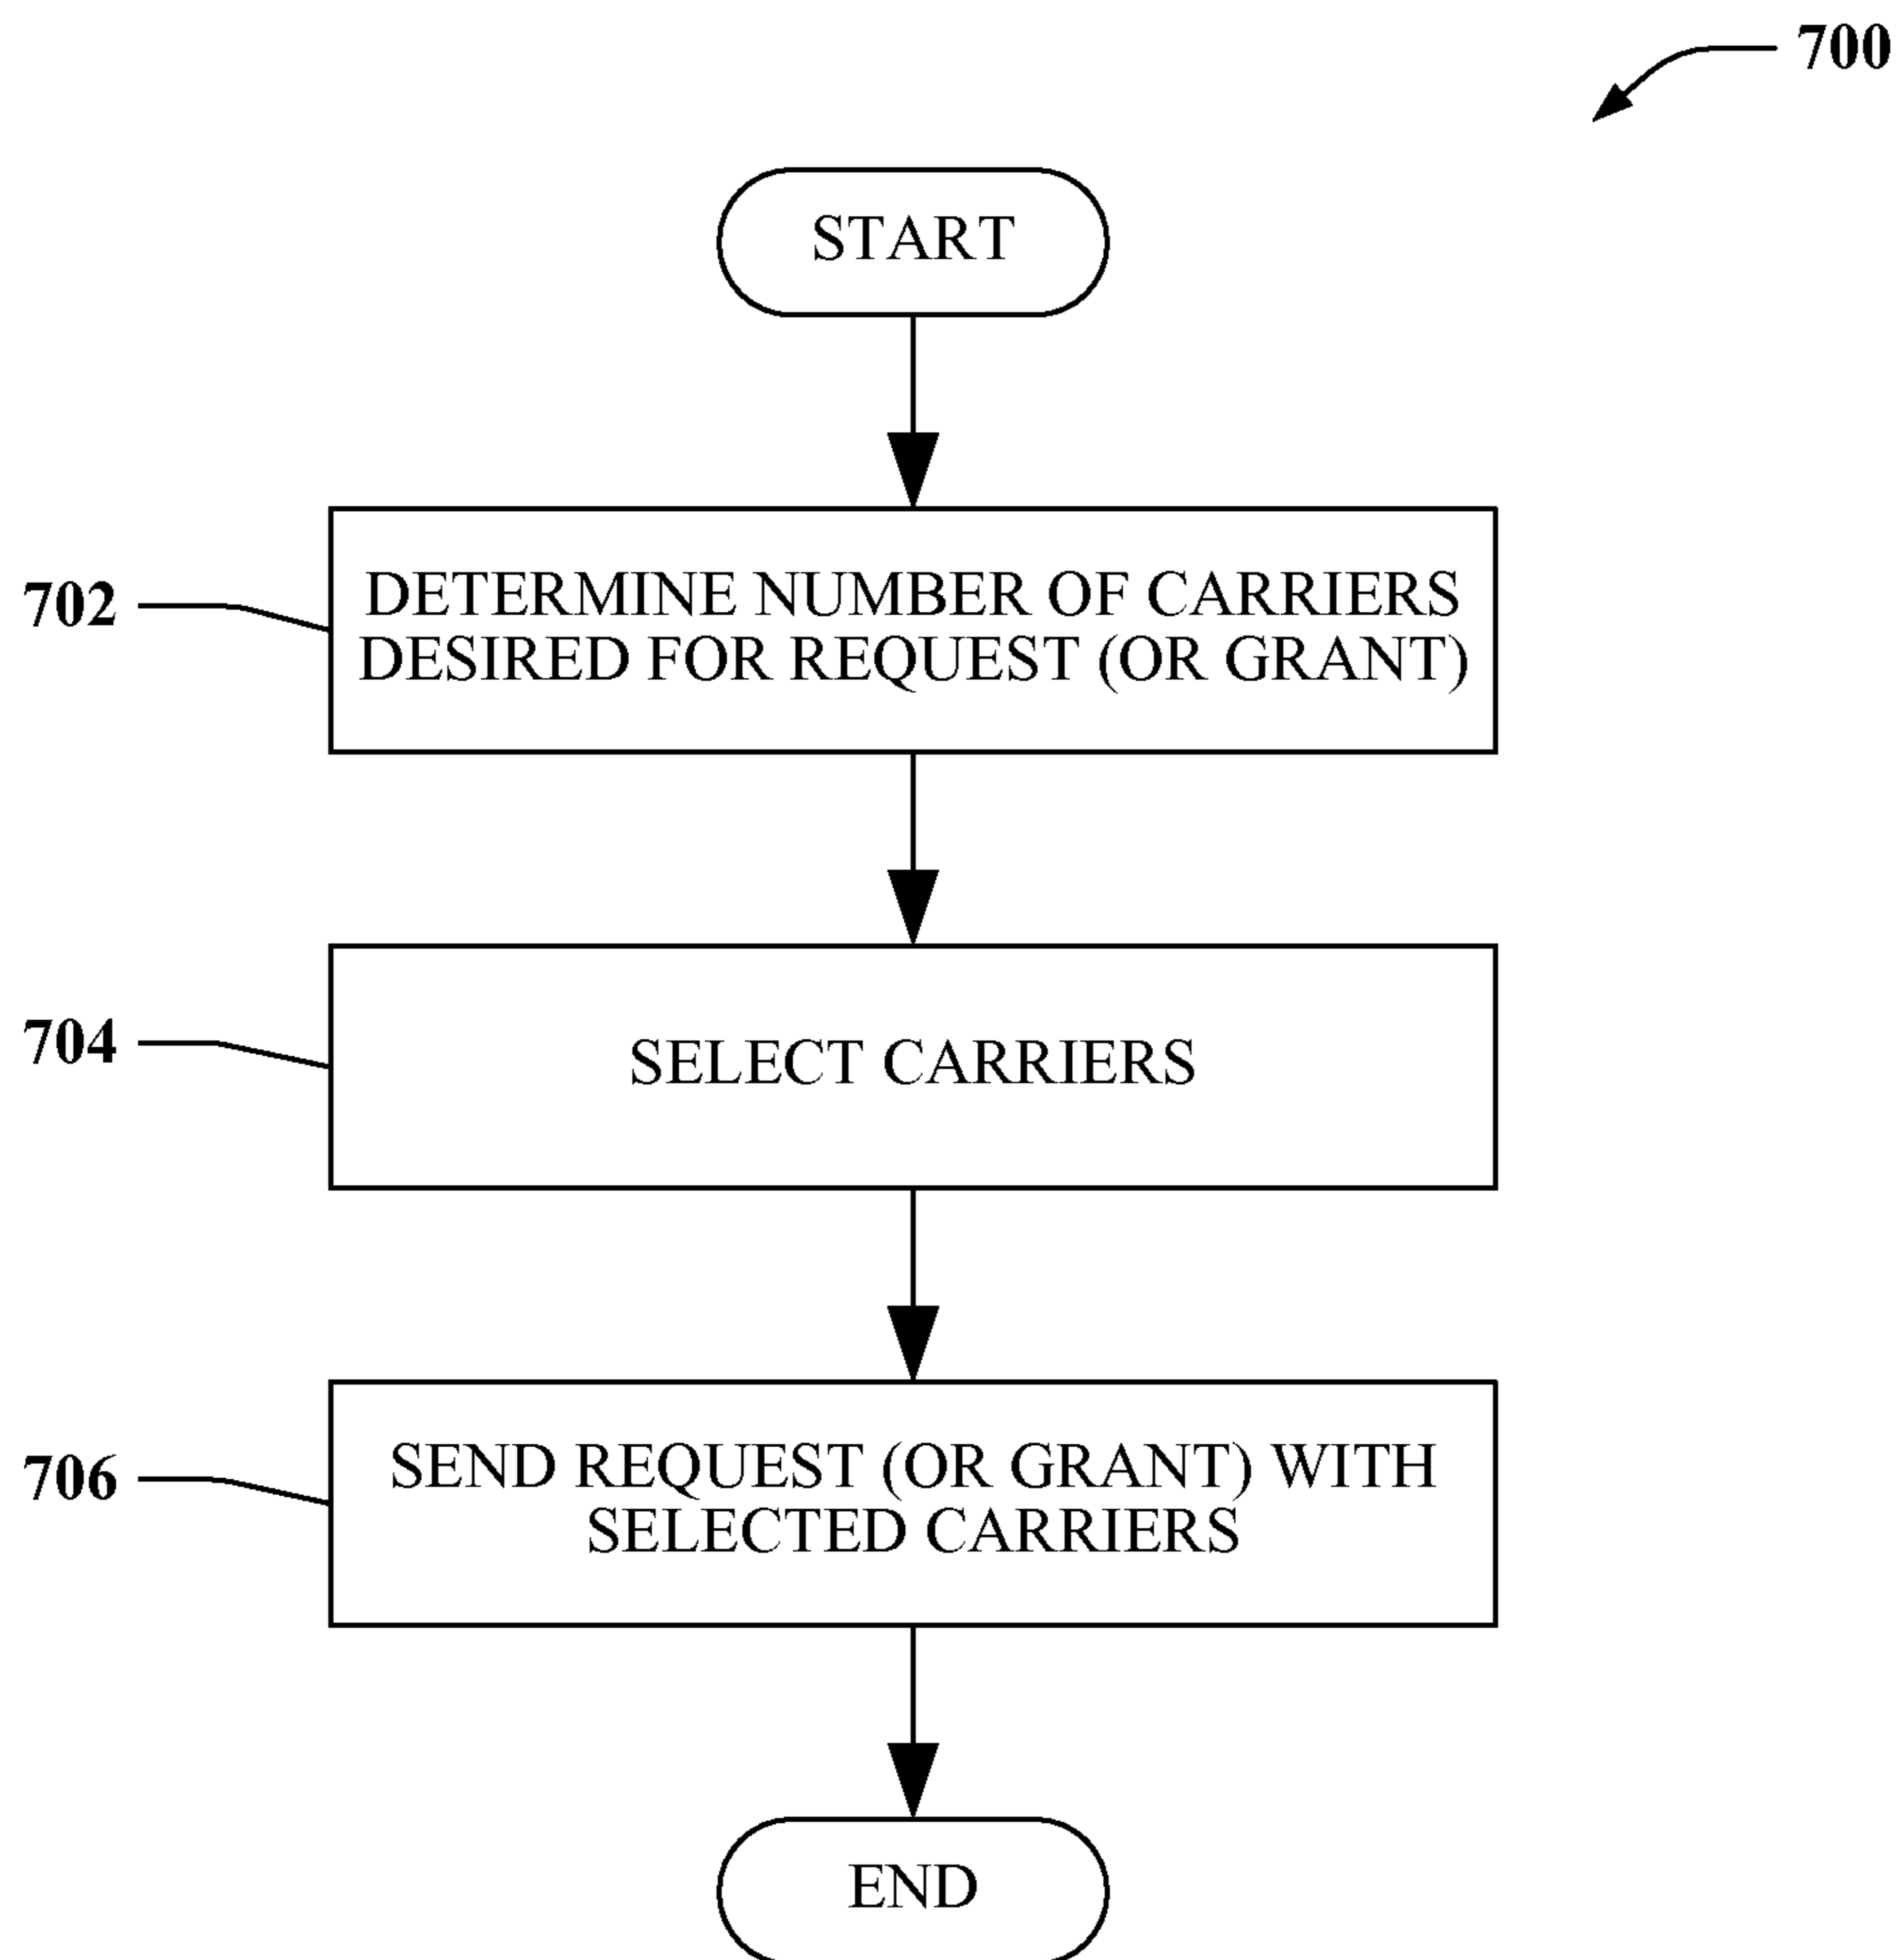 700
START
702
DETERMINE NUMBER OF CARRIERS
DESIRED FOR REQUEST (OR GRANT)
704
SELECT CARRIERS
706
SEND REQUEST (OR GRANT) WITH
SELECTED CARRIERS
END